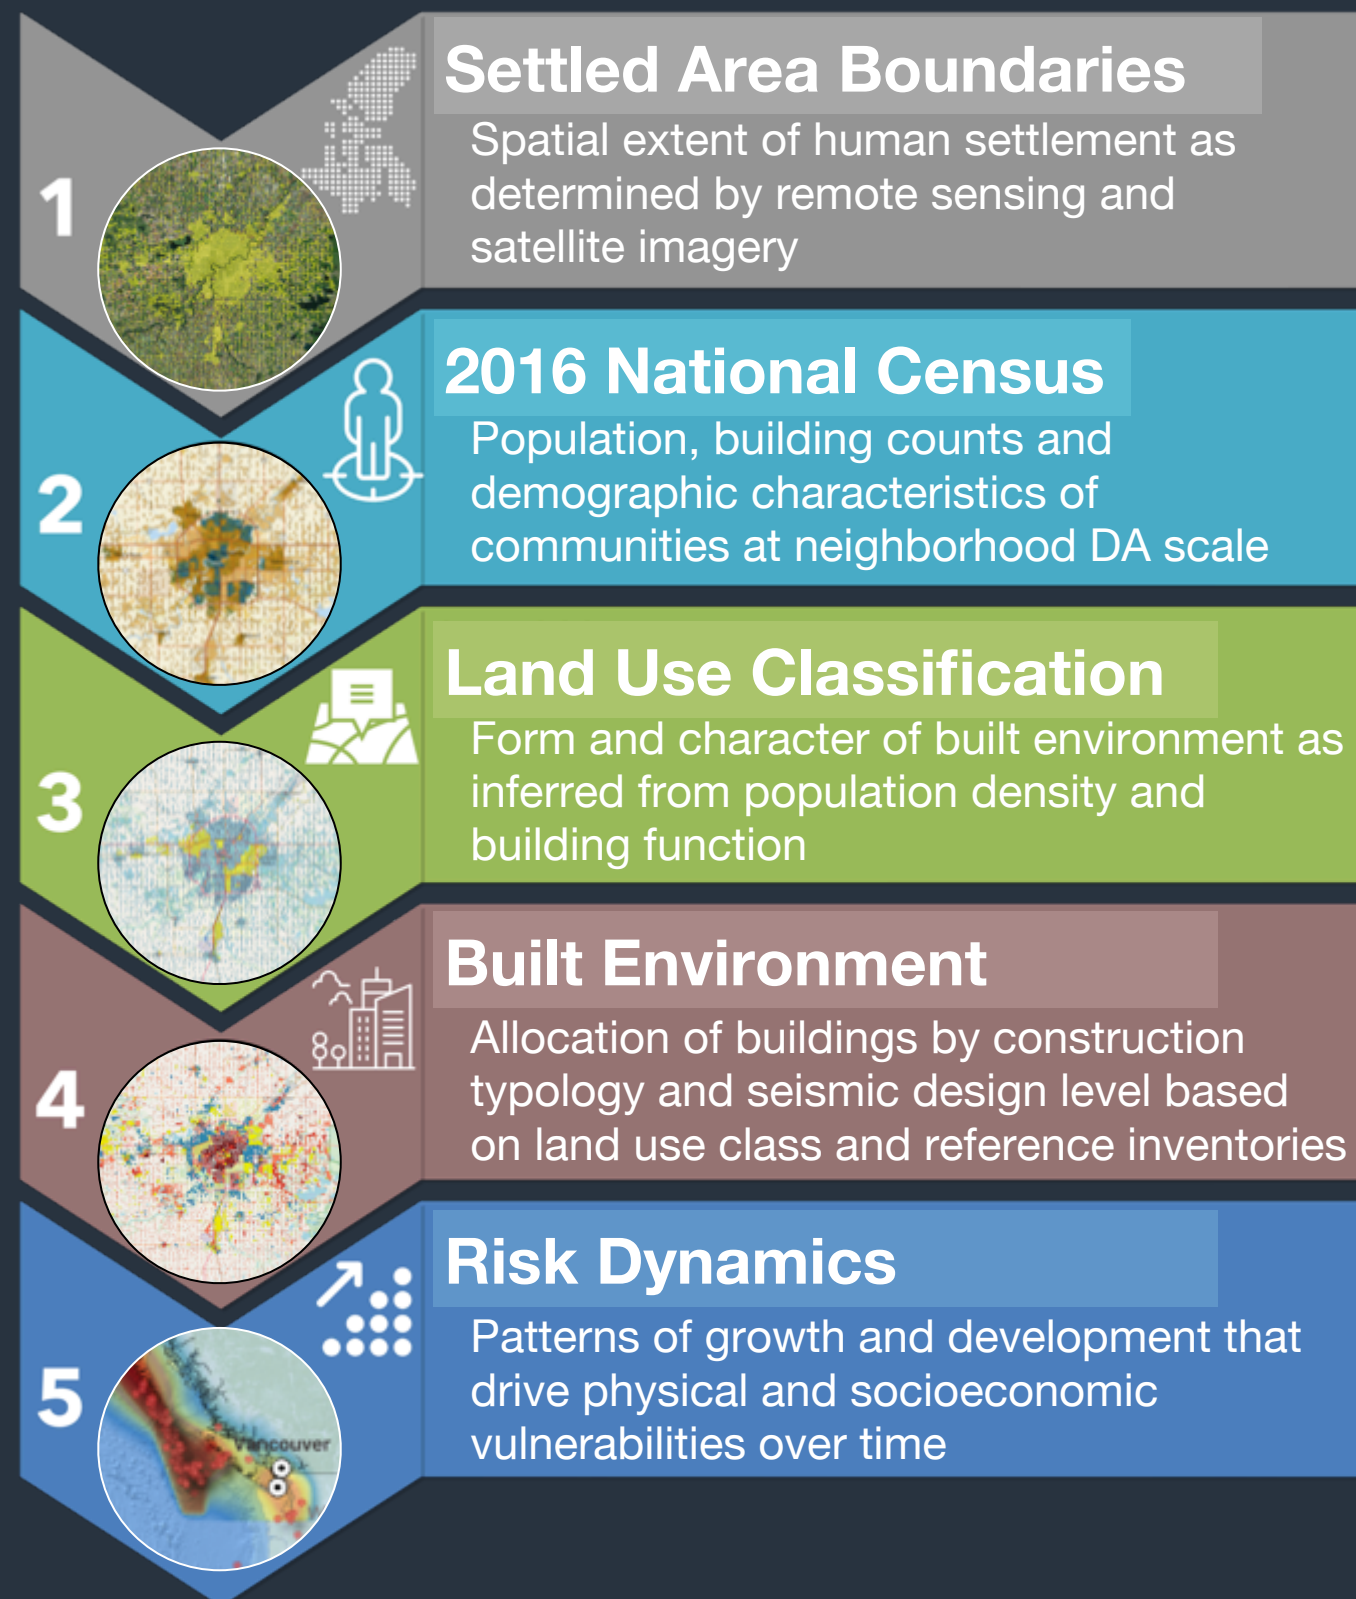 1
Settled Area Boundaries
Spatial extent of human settlement as
determined by remote sensing and
satellite imagery
2
2016 National Census
Population, building counts and
demographic characteristics of
communities at neighborhood DA scale
3
Land Use Classification
Form and character of built environment as
inferred from population density and
building function
4
Built Environment
Allocation of buildings by construction
typology and seismic design level based
on land use class and reference inventories
5
Risk Dynamics
Patterns of growth and development that
drive physical and socioeconomic
vulnerabilities over time
Vancouver